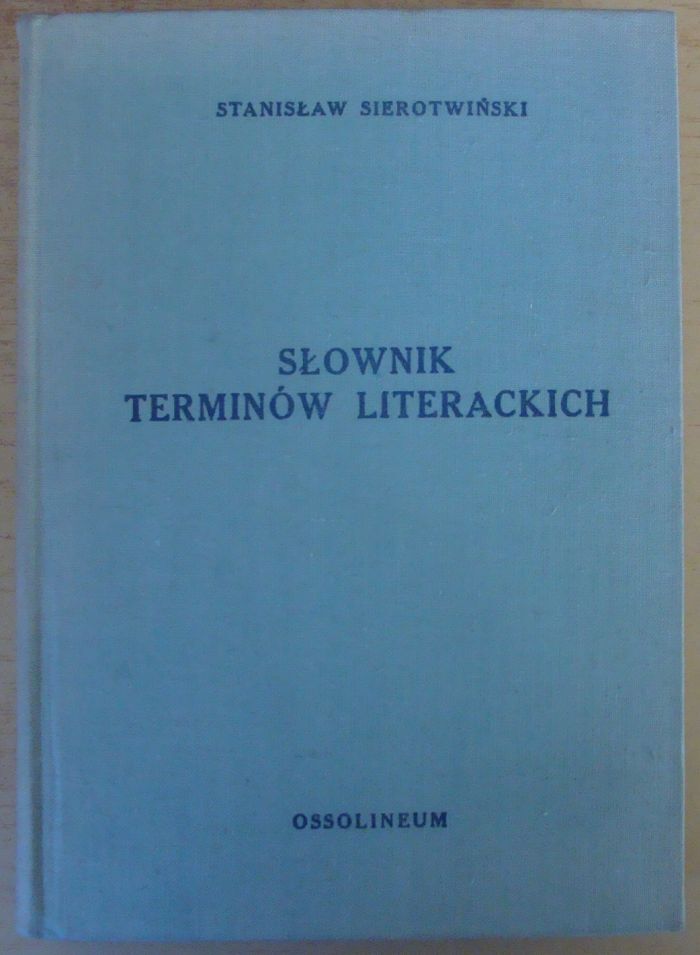 STANISŁAW SIEROTWIŃSKI
SŁOWNIK
TERMINÓW LITERACKICH
OSSOLINEUM